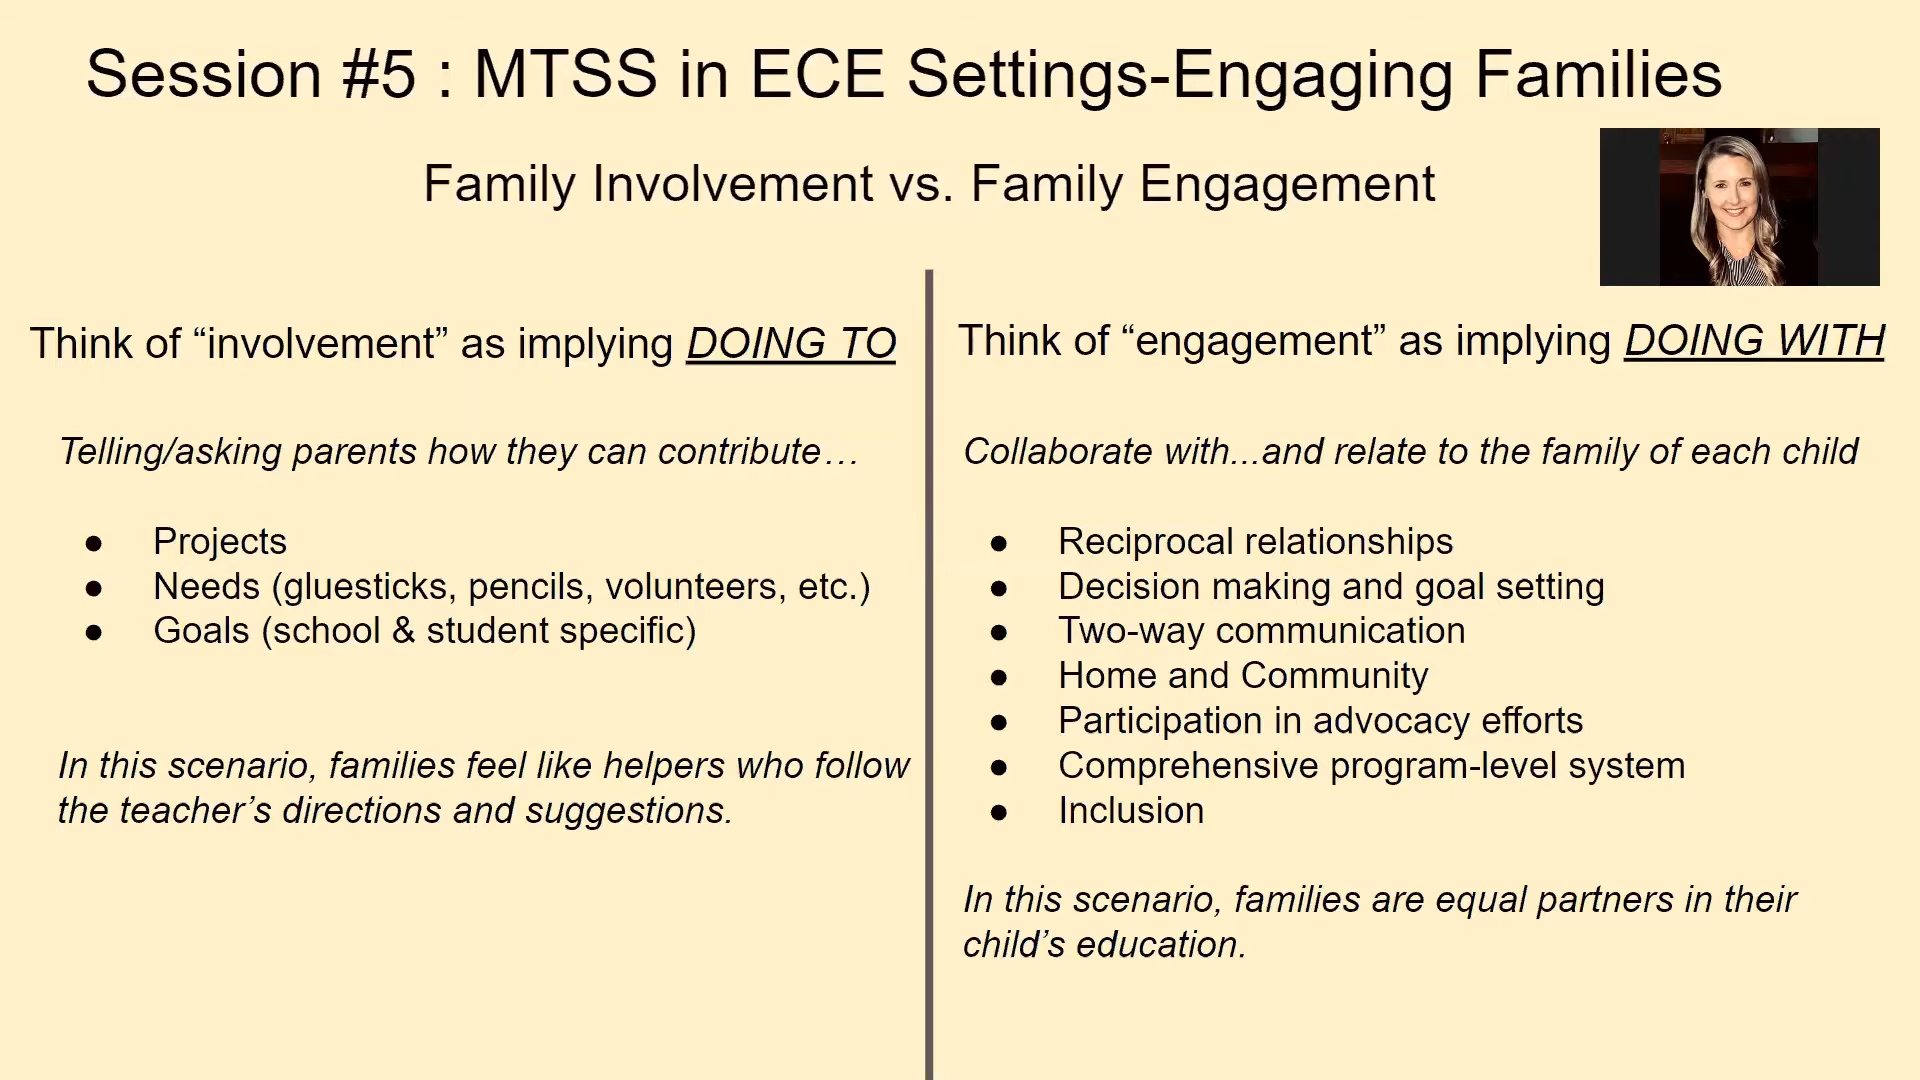 Session #5 : MTSS in ECE Settings-Engaging Families
Family Involvement vs. Family Engagement
Think of “involvement” as implying DOING TO
Telling/asking parents how they can contribute…
● Projects
● Needs (gluesticks, pencils, volunteers, etc.)
● Goals (school & student specific)
In this scenario, families feel like helpers who follow
the teacher’s directions and suggestions.
Think of “engagement” as implying DOING WITH
Collaborate with...and relate to the family of each child
● Reciprocal relationships
● Decision making and goal setting
● Two-way communication
● Home and Community
● Participation in advocacy efforts
● Comprehensive program-level system
● Inclusion
In this scenario, families are equal partners in their
child’s education.